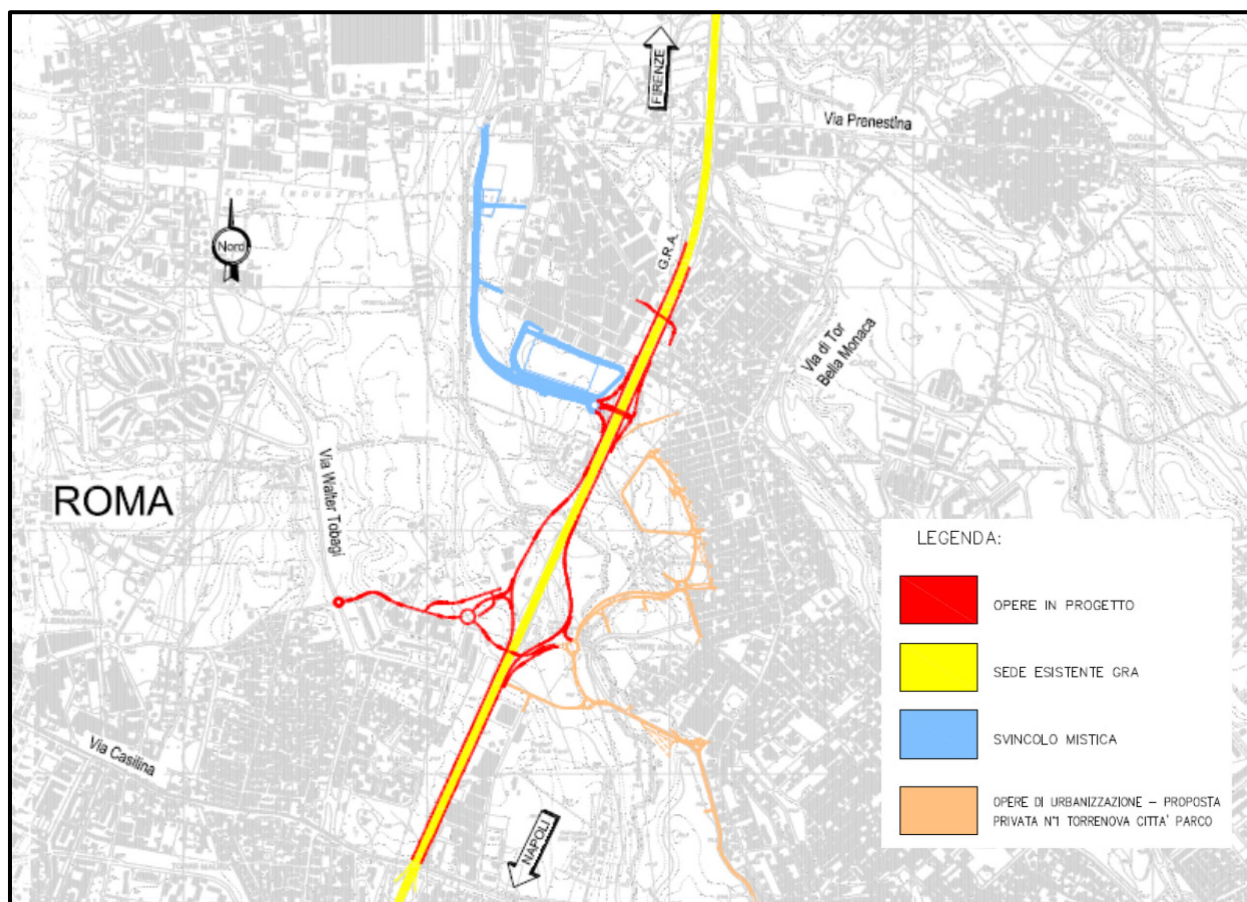 FIRENZE
Via Prenestina
Nord
G.R.A.
Via di Tor
Bella Monaca
Via Walter Tobagi
ROMA
LEGENDA:
OPERE IN PROGETTO
SEDE ESISTENTE GRA
SVINCOLO MISTICA
OPERE DI URBANIZZAZIONE – PROPOSTA
PRIVATA N°1 TORRENOVA CITTA' PARCO
Via Casilina
NAPOLI